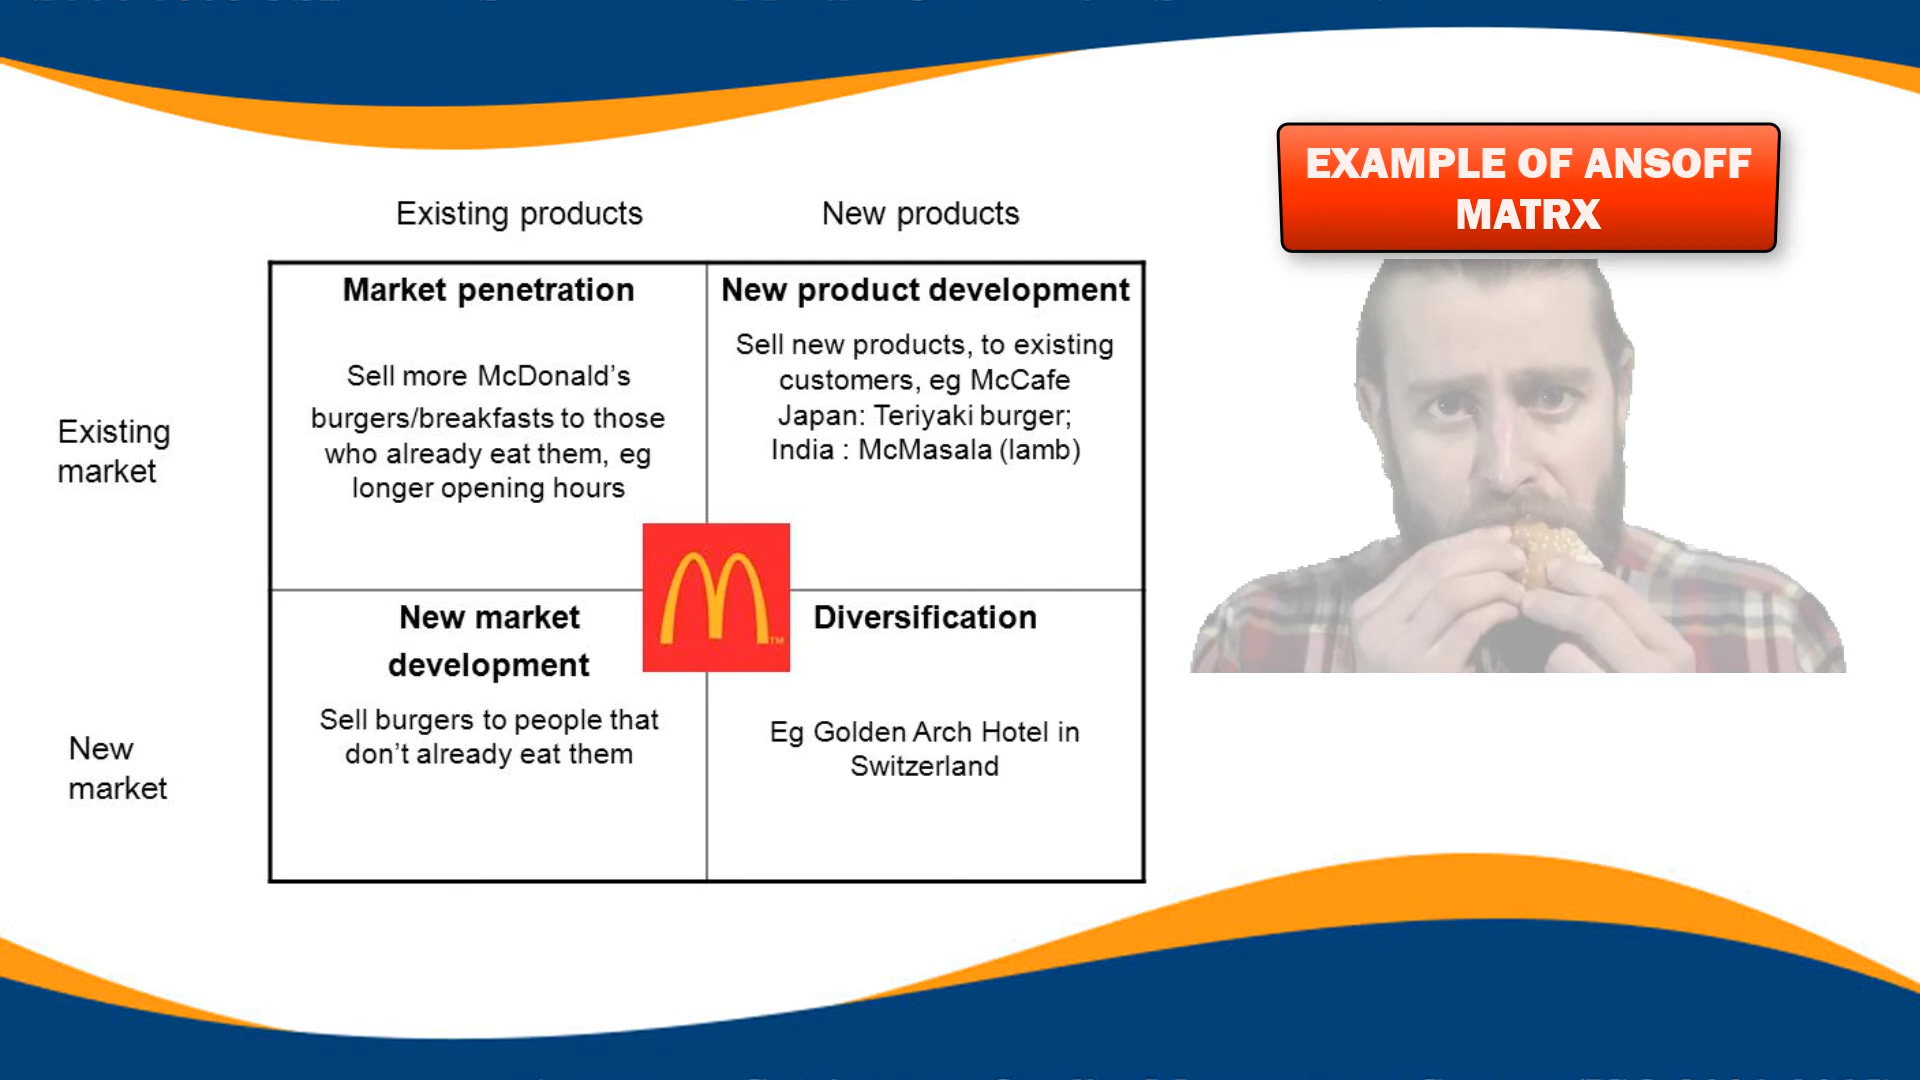 EXAMPLE OF ANSOFF
MATRX
Existing products
New products
Existing
market
Market penetration
Sell more McDonald’s
burgers/breakfasts to those
who already eat them, eg
longer opening hours
New product development
Sell new products, to existing
customers, eg McCafe
Japan: Teriyaki burger;
India : McMasala (lamb)
TM
New
market
New market
development
Sell burgers to people that
don’t already eat them
Diversification
Eg Golden Arch Hotel in
Switzerland